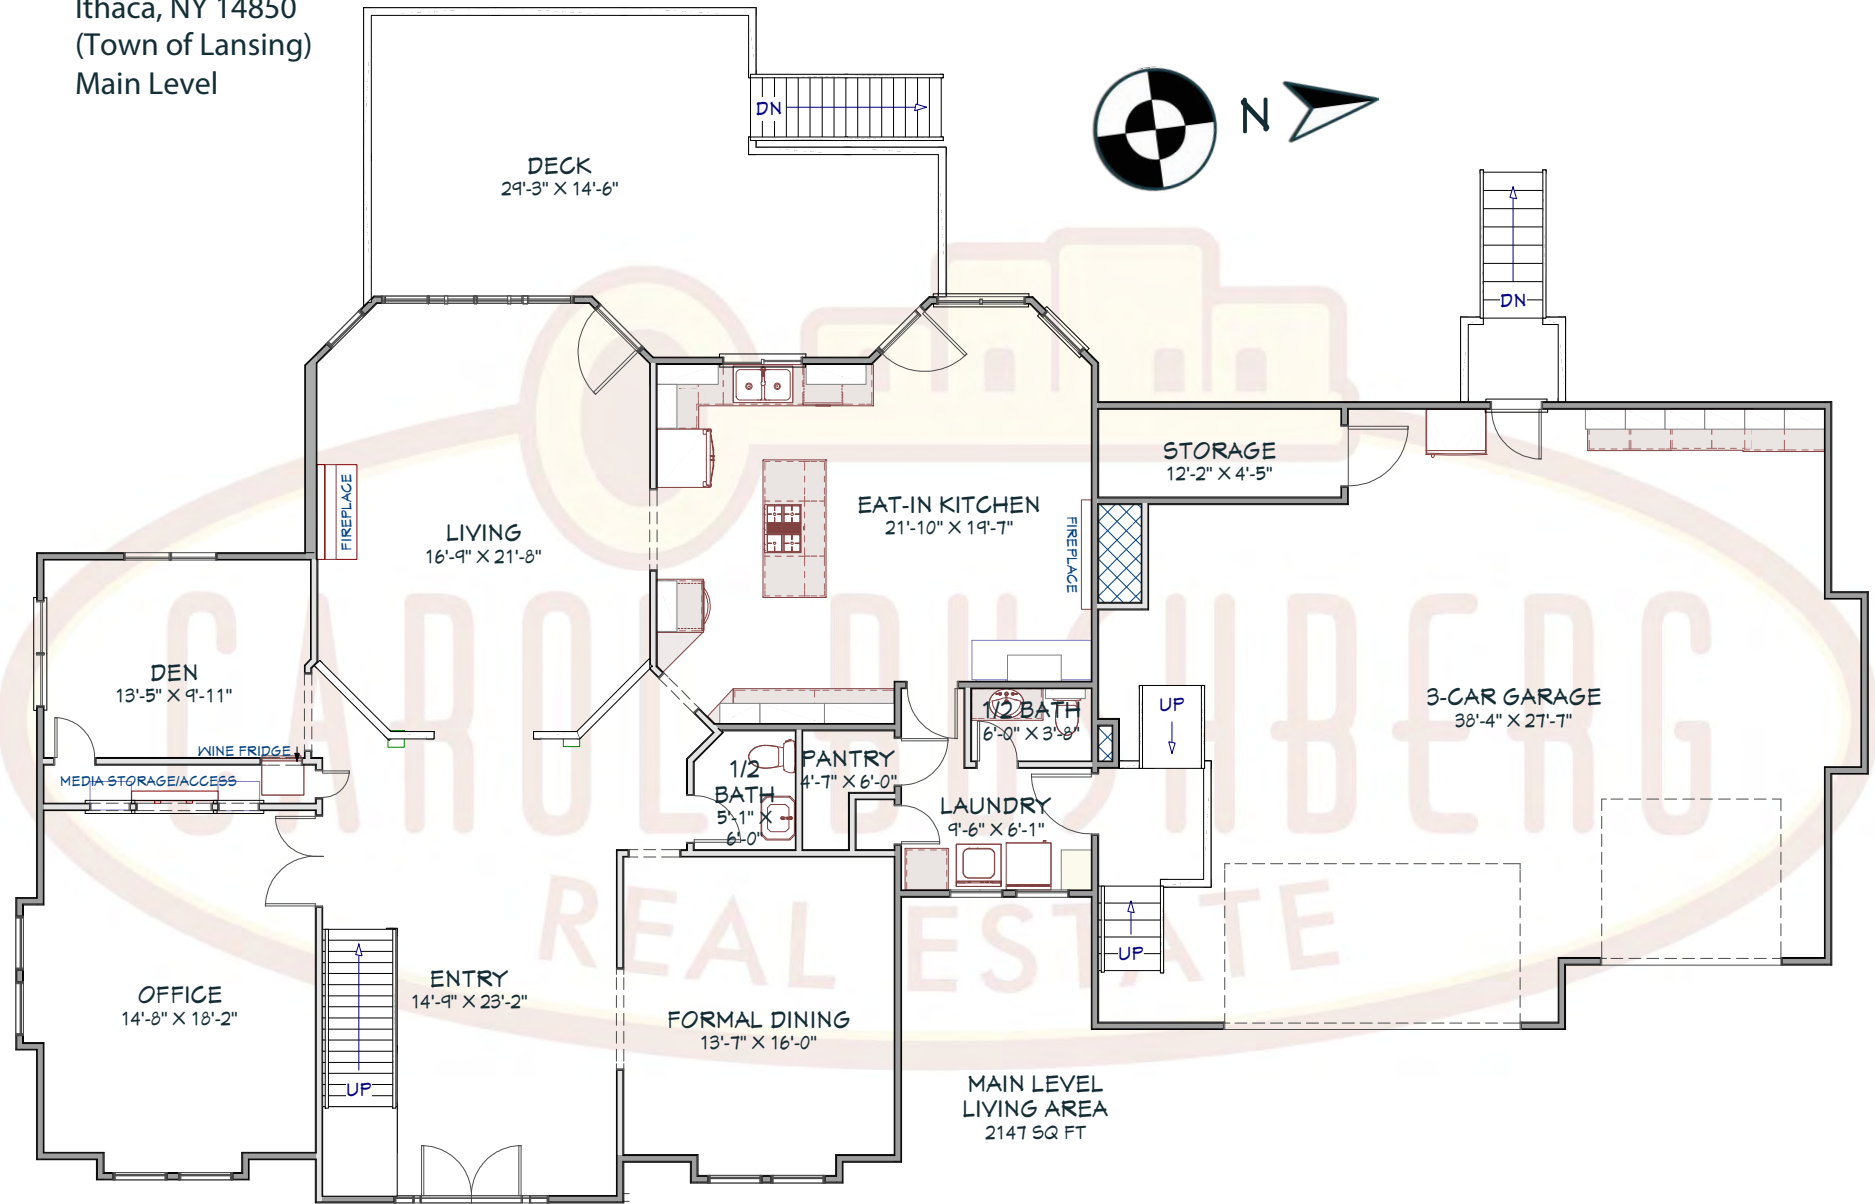 Ithaca, NY 14850
(Town of Lansing)
Main Level
DN
N
DECK
29'-3" X 14'-6"
DN
STORAGE
12'-2" X 4'-5"
FIREPLACE
LIVING
16'-9" X 21'-8"
EAT-IN KITCHEN
21'-10" X 19'-7"
FIREPLACE
DEN
13'-5" X 9'-11"
3-CAR GARAGE
38'-4" X 27'-7"
UP
1/2 BATH
6'-0" X 3'-8"
WINE FRIDGE
MEDIA STORAGE/ACCESS
1/2
BATH
5'-1" X
6'-0"
PANTRY
4'-7" X 6'-0"
LAUNDRY
9'-6" X 6'-1"
CAROL BUSHBERG
REAL ESTATE
UP
OFFICE
14'-8" X 18'-2"
ENTRY
14'-9" X 23'-2"
FORMAL DINING
13'-7" X 16'-0"
UP
MAIN LEVEL
LIVING AREA
2147 SQ FT